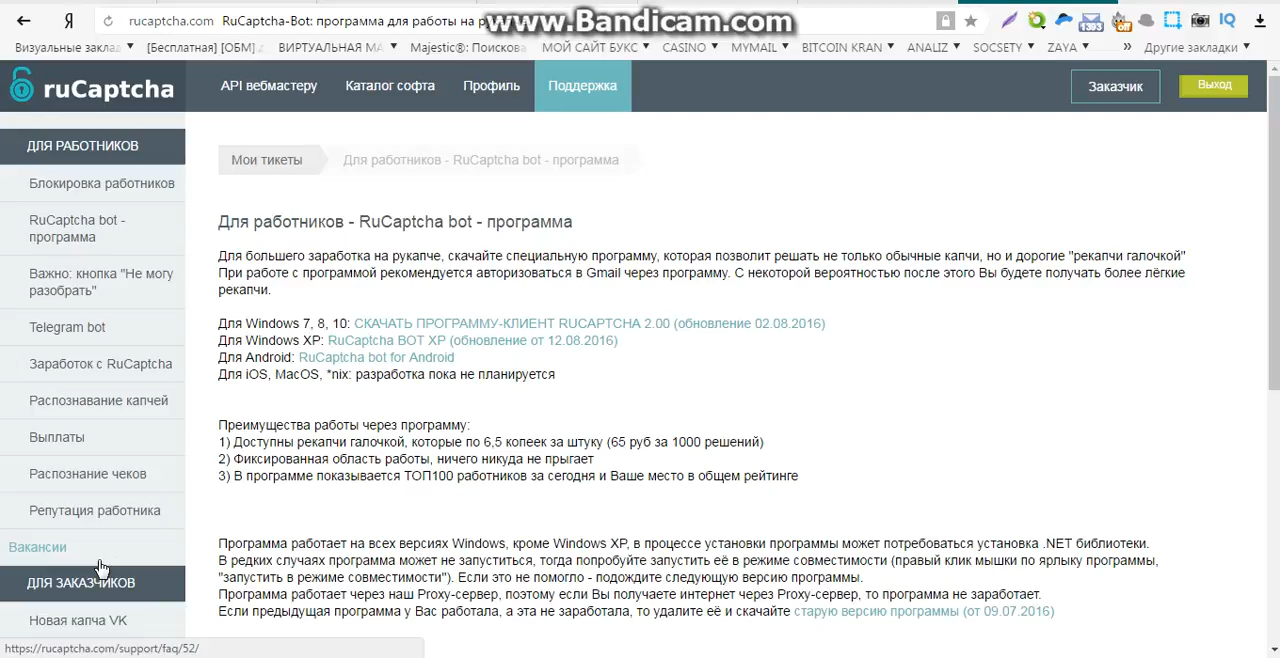 rucaptcha.com RuCaptcha-Bot: программа для работы на
www.Bandicam.com
1393
off
IQ
Визуальные заклад
[Бесплатная] [ОБМ]
ВИРТУАЛЬНАЯ МА
Majestic®: Поискова
МОЙ САЙТ БУКС
CASINO
MYMAIL
BITCOIN KRAN
ANALIZ
SOCSETY
ZAYA
»
Другие закладки
ruCaptcha
API вебмастеру
Каталог софта
Профиль
Поддержка
Заказчик
Выход
ДЛЯ РАБОТНИКОВ
Блокировка работников
RuCaptcha bot -
программа
Важно: кнопка "Не могу
разобрать"
Telegram bot
Заработок с RuCaptcha
Распознавание капчей
Выплаты
Распознание чеков
Репутация работника
Вакансии
ДЛЯ ЗАКАЗЧИКОВ
Новая капча VK
https://rucaptcha.com/support/faq/52/
Мои тикеты
Для работников - RuCaptcha bot - программа
Для работников - RuCaptcha bot - программа
Для большего заработка на рукапче, скачайте специальную программу, которая позволит решать не только обычные капчи, но и дорогие "рекапчи галочкой"
При работе с программой рекомендуется авторизоваться в Gmail через программу. С некоторой вероятностью после этого Вы будете получать более лёгкие
рекапчи.
Для Windows 7, 8, 10: СКАЧАТЬ ПРОГРАММУ-КЛИЕНТ RUCAPTCHA 2.00 (обновление 02.08.2016)
Для Windows XP: RuCaptcha BOT XP (обновление от 12.08.2016)
Для Android: RuCaptcha bot for Android
Для iOS, MacOS, *nix: разработка пока не планируется
Преимущества работы через программу:
1) Доступны рекапчи галочкой, которые по 6,5 копеек за штуку (65 руб за 1000 решений)
2) Фиксированная область работы, ничего никуда не прыгает
3) В программе показывается ТОП100 работников за сегодня и Ваше место в общем рейтинге
Программа работает на всех версиях Windows, кроме Windows XP, в процессе установки программы может потребоваться установка .NET библиотеки.
В редких случаях программа может не запуститься, тогда попробуйте запустить её в режиме совместимости (правый клик мышки по ярлыку программы,
"запустить в режиме совместимости"). Если это не помогло - подождите следующую версию программы.
Программа работает через наш Proxy-сервер, поэтому если Вы получаете интернет через Proxy-сервер, то программа не заработает.
Если предыдущая программа у Вас работала, а эта не заработала, то удалите её и скачайте старую версию программы (от 09.07.2016)